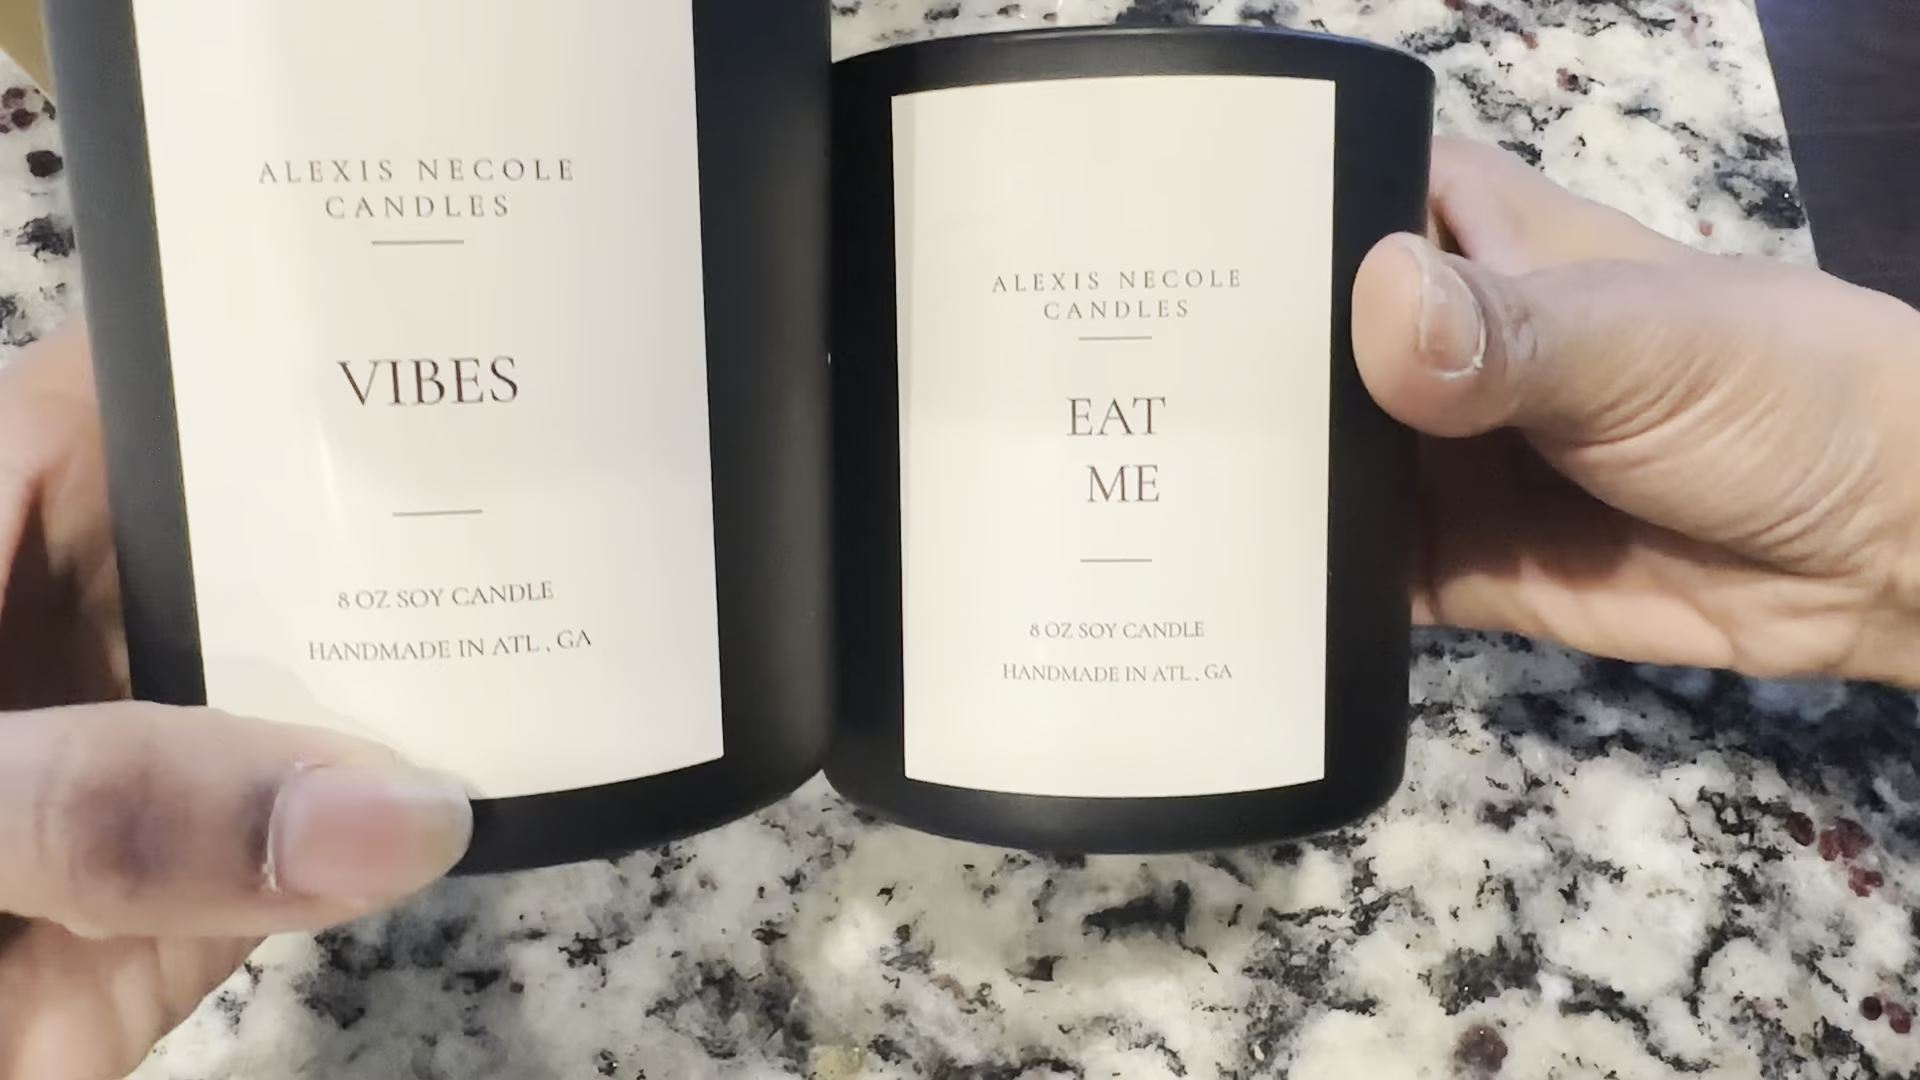 ALEXIS NECOLE
CANDLES
VIBES
8 OZ SOY CANDLE
HANDMADE IN ATL , GA
ALEXIS NECOLE
CANDLES
EAT
ME
8 OZ SOY CANDLE
HANDMADE IN ATL , GA